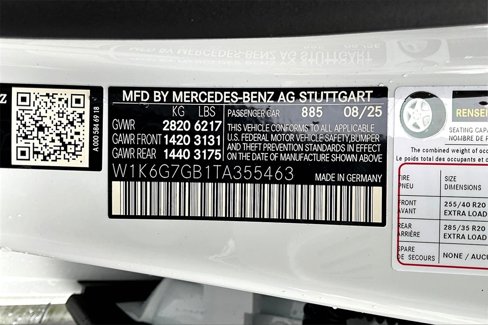 Z
A 000 584 69 18
MFD BY MERCEDES-BENZ AG STUTTGART
KG LBS
PASSENGER CAR 885 08/25
GVWR 2820 6217
GAWR FRONT 1420 3131
GAWR REAR 1440 3175
THIS VEHICLE CONFORMS TO ALL APPLICABLE
U.S. FEDERAL MOTOR VEHICLE SAFETY,BUMPER
AND THEFT PREVENTION STANDARDS IN EFFECT
ON THE DATE OF MANUFACTURE SHOWN ABOVE
W1K6G7GB1TA355463
MADE IN GERMANY
RENSEI
SEATING CAPA
The combined weight of
Le poids total des occupants et
TIRE
PNEU
SIZE
DIMENSIONS
FRONT
AVANT
255/40 R20
EXTRA LOAD
REAR
ARRIÈRE
285/35 R20
EXTRA LOAD
SPARE
DE SECOURS
NONE / AUCU